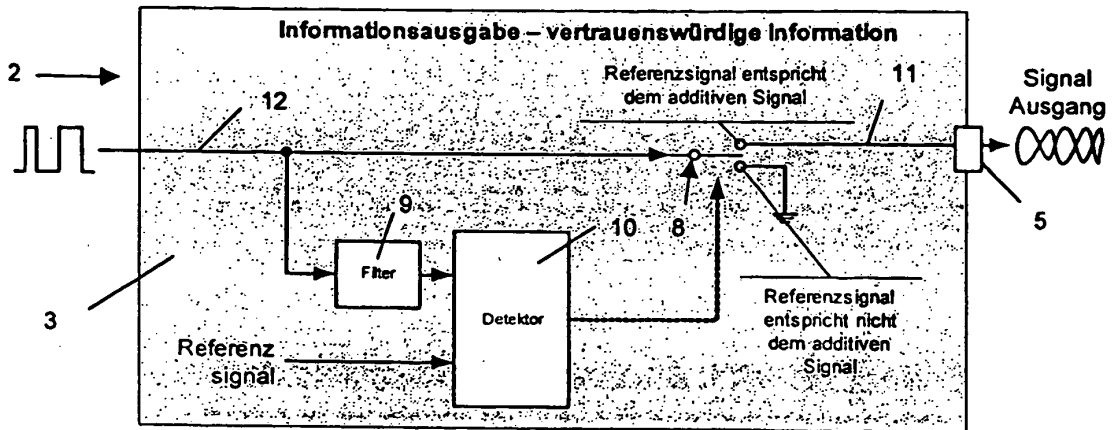 Informationsausgabe – vertrauenswürdige Information
2
12
Referenzsignal entspricht
dem additiven Signal
11
Signal
Ausgang
9
10
8
5
Filter
3
Detektor
Referenz
signal
Referenzsignal
entspricht nicht
dem additiven
Signal